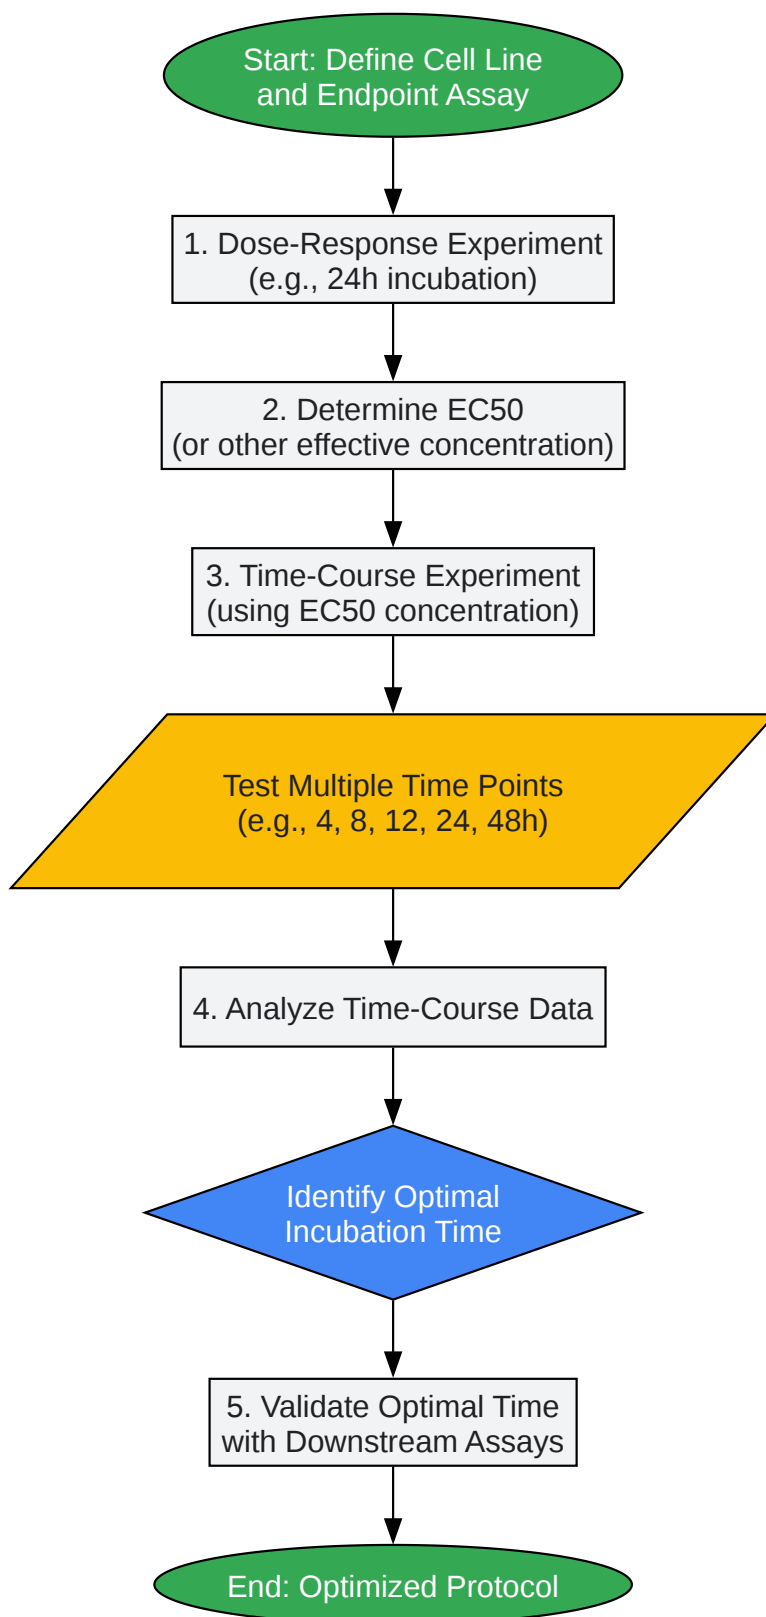 Start: Define Cell Line
and Endpoint Assay
1. Dose-Response Experiment
(e.g., 24h incubation)
2. Determine EC50
(or other effective concentration)
3. Time-Course Experiment
(using EC50 concentration)
Test Multiple Time Points
(e.g., 4, 8, 12, 24, 48h)
4. Analyze Time-Course Data
Identify Optimal
Incubation Time
5. Validate Optimal Time
with Downstream Assays
End: Optimized Protocol